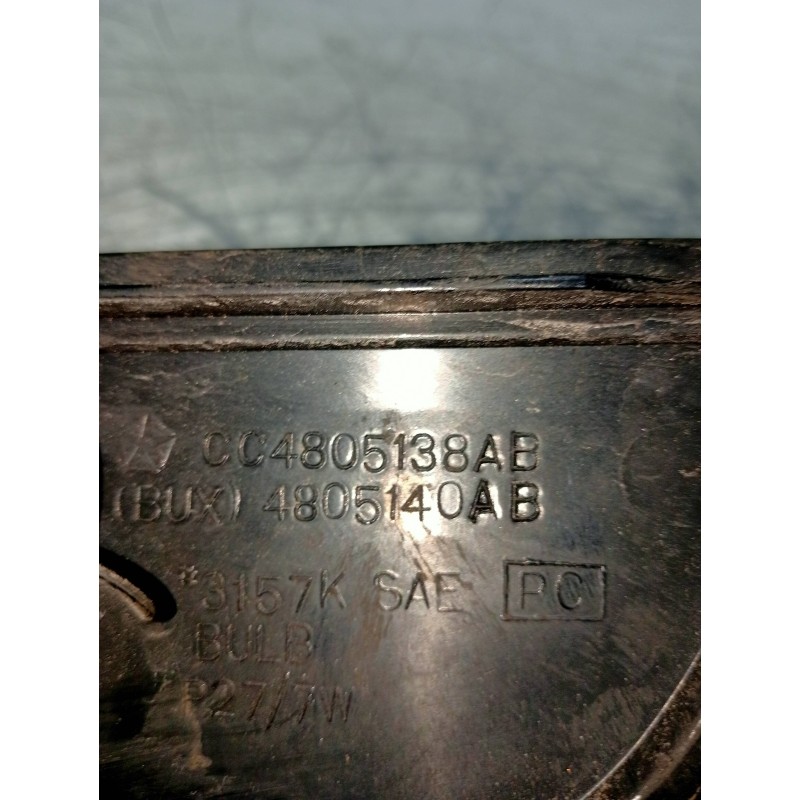 CC4805138AB
(BUX) 4805140AB
*3157K SAE PC
BULB
P27/7W